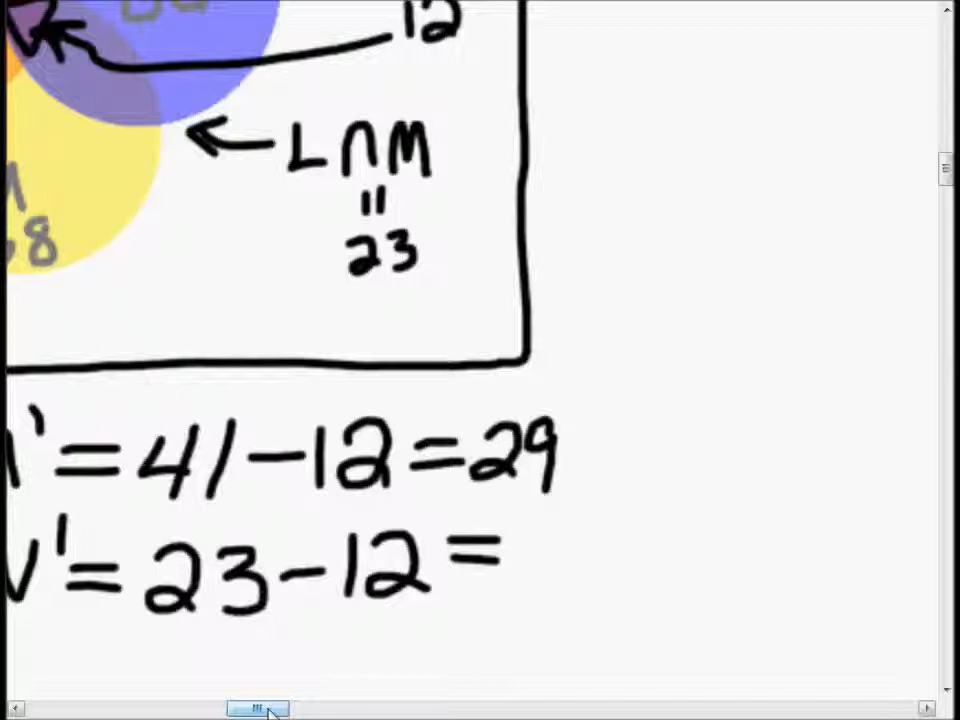 12
L∩M
=
23
' = 41 - 12 = 29
V' = 23 - 12 =